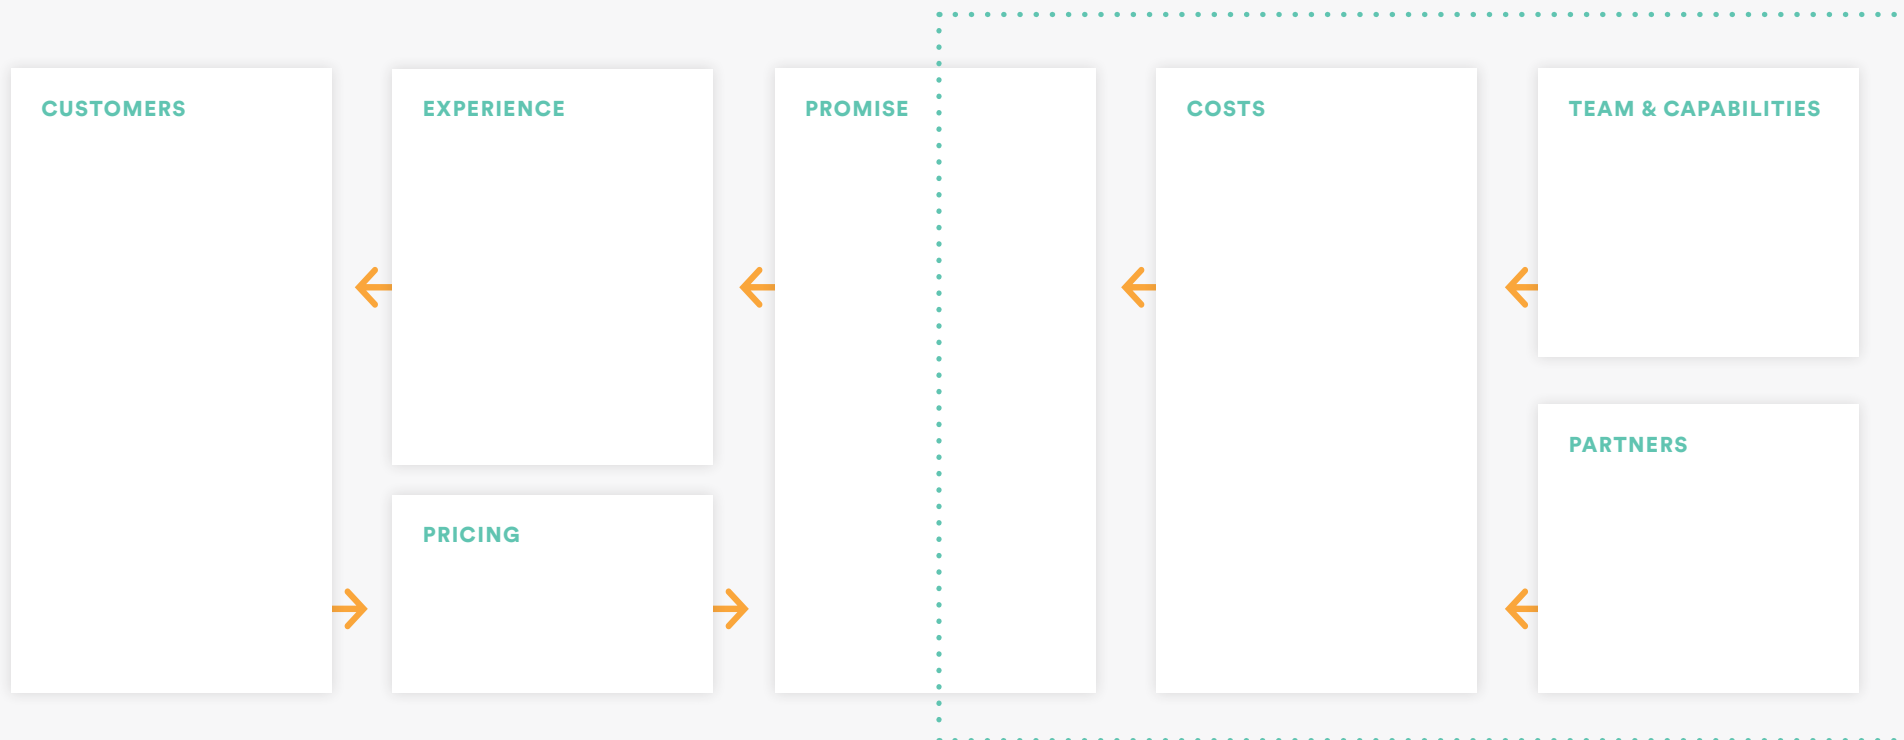 CUSTOMERS
EXPERIENCE
PRICING
PROMISE
COSTS
TEAM & CAPABILITIES
PARTNERS